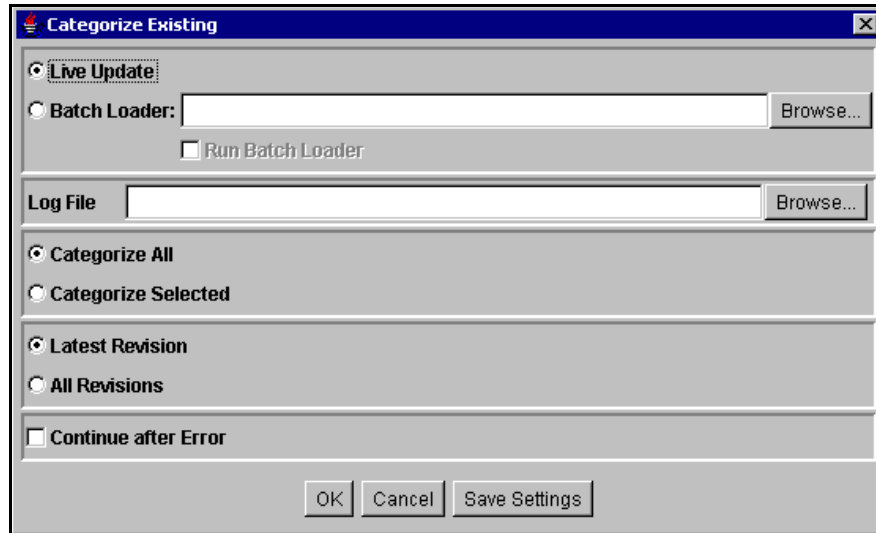 Categorize Existing
Live Update
Batch Loader: Browse...
Run Batch Loader
Log File Browse...
Categorize All
Categorize Selected
Latest Revision
All Revisions
Continue after Error
OK Cancel Save Settings